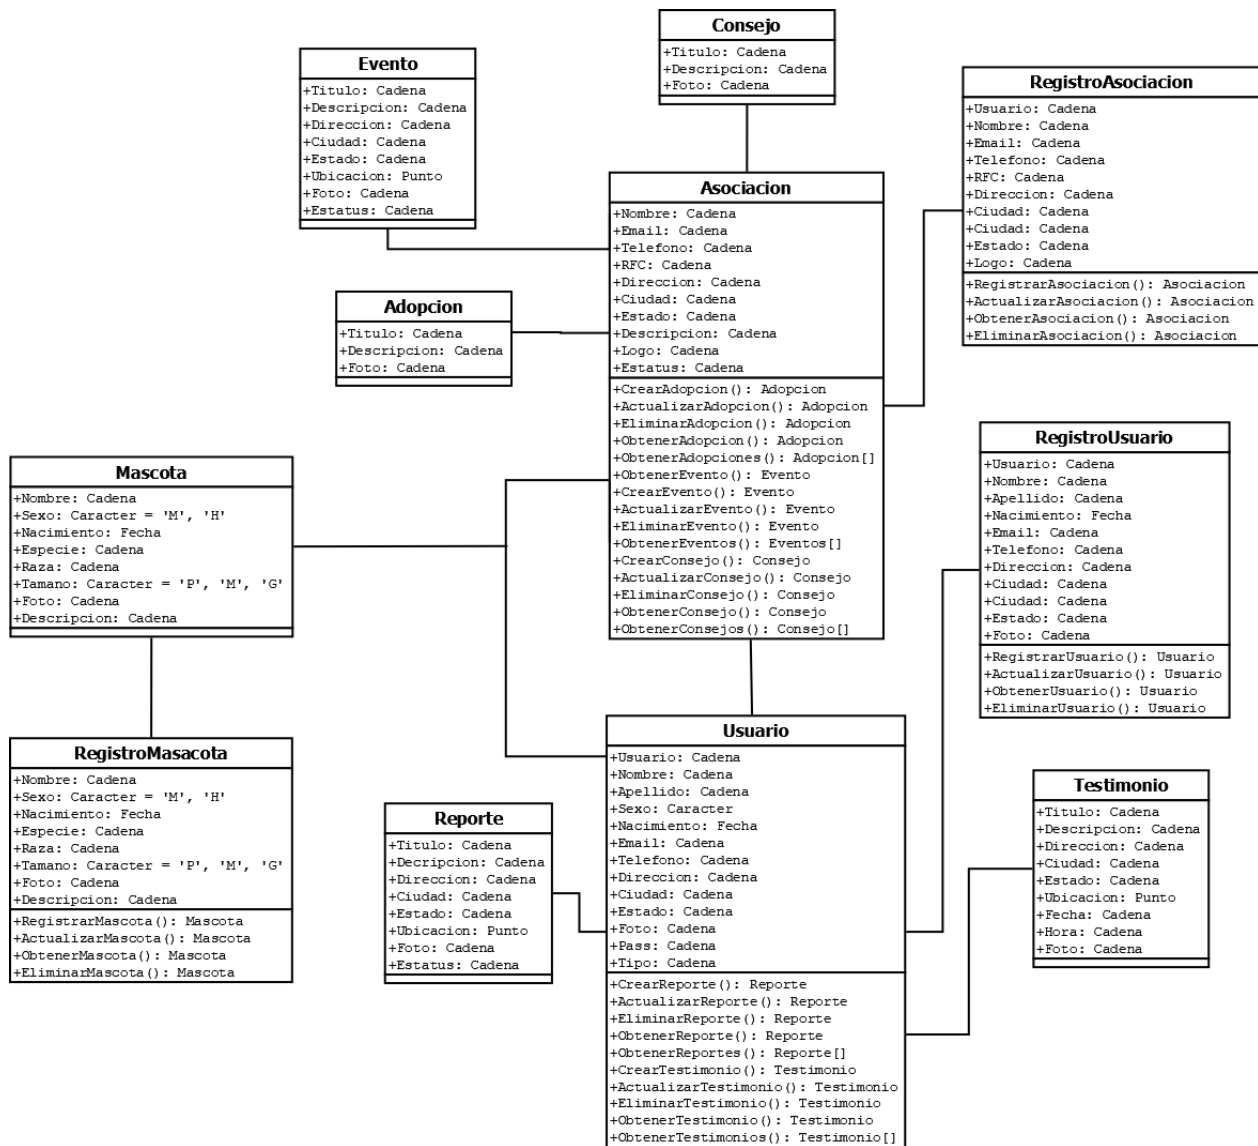 Consejo
+Titulo: Cadena
+Descripcion: Cadena
+Foto: Cadena
Evento
+Titulo: Cadena
+Descripcion: Cadena
+Direccion: Cadena
+Ciudad: Cadena
+Estado: Cadena
+Ubicacion: Punto
+Foto: Cadena
+Estatus: Cadena
RegistroAsociacion
+Usuario: Cadena
+Nombre: Cadena
+Email: Cadena
+Telefono: Cadena
+RFC: Cadena
+Direccion: Cadena
+Ciudad: Cadena
+Ciudad: Cadena
+Estado: Cadena
+Logo: Cadena
+RegistrarAsociacion(): Asociacion
+ActualizarAsociacion(): Asociacion
+ObtenerAsociacion(): Asociacion
+EliminarAsociacion(): Asociacion
Asociacion
+Nombre: Cadena
+Email: Cadena
+Telefono: Cadena
+RFC: Cadena
+Direccion: Cadena
+Ciudad: Cadena
+Estado: Cadena
+Descripcion: Cadena
+Logo: Cadena
+Estatus: Cadena
+CrearAdopcion(): Adopcion
+ActualizarAdopcion(): Adopcion
+EliminarAdopcion(): Adopcion
+ObtenerAdopcion(): Adopcion
+ObtenerAdopciones(): Adopcion[]
+ObtenerEvento(): Evento
+CrearEvento(): Evento
+ActualizarEvento(): Evento
+EliminarEvento(): Evento
+ObtenerEventos(): Eventos[]
+CrearConsejo(): Consejo
+ActualizarConsejo(): Consejo
+EliminarConsejo(): Consejo
+ObtenerConsejo(): Consejo
+ObtenerConsejos(): Consejo[]
Adopcion
+Titulo: Cadena
+Descripcion: Cadena
+Foto: Cadena
RegistroUsuario
+Usuario: Cadena
+Nombre: Cadena
+Apellido: Cadena
+Nacimiento: Fecha
+Email: Cadena
+Telefono: Cadena
+Direccion: Cadena
+Ciudad: Cadena
+Ciudad: Cadena
+Estado: Cadena
+Foto: Cadena
+RegistrarUsuario(): Usuario
+ActualizarUsuario(): Usuario
+ObtenerUsuario(): Usuario
+EliminarUsuario(): Usuario
Mascota
+Nombre: Cadena
+Sexo: Caracter = 'M', 'H'
+Nacimiento: Fecha
+Especie: Cadena
+Raza: Cadena
+Tamano: Caracter = 'P', 'M', 'G'
+Foto: Cadena
+Descripcion: Cadena
RegistroMasacota
+Nombre: Cadena
+Sexo: Caracter = 'M', 'H'
+Nacimiento: Fecha
+Especie: Cadena
+Raza: Cadena
+Tamano: Caracter = 'P', 'M', 'G'
+Foto: Cadena
+Descripcion: Cadena
+RegistrarMascota(): Mascota
+ActualizarMascota(): Mascota
+ObtenerMascota(): Mascota
+EliminarMascota(): Mascota
Usuario
+Usuario: Cadena
+Nombre: Cadena
+Apellido: Cadena
+Sexo: Caracter
+Nacimiento: Fecha
+Email: Cadena
+Telefono: Cadena
+Direccion: Cadena
+Ciudad: Cadena
+Estado: Cadena
+Foto: Cadena
+Pass: Cadena
+Tipo: Cadena
+CrearReporte(): Reporte
+ActualizarReporte(): Reporte
+EliminarReporte(): Reporte
+ObtenerReporte(): Reporte
+ObtenerReportes(): Reporte[]
+CrearTestimonio(): Testimonio
+ActualizarTestimonio(): Testimonio
+EliminarTestimonio(): Testimonio
+ObtenerTestimonio(): Testimonio
+ObtenerTestimonios(): Testimonio[]
Reporte
+Titulo: Cadena
+Decripcion: Cadena
+Direccion: Cadena
+Ciudad: Cadena
+Estado: Cadena
+Ubicacion: Punto
+Foto: Cadena
+Estatus: Cadena
Testimonio
+Titulo: Cadena
+Descripcion: Cadena
+Direccion: Cadena
+Ciudad: Cadena
+Estado: Cadena
+Ubicacion: Punto
+Fecha: Cadena
+Hora: Cadena
+Foto: Cadena